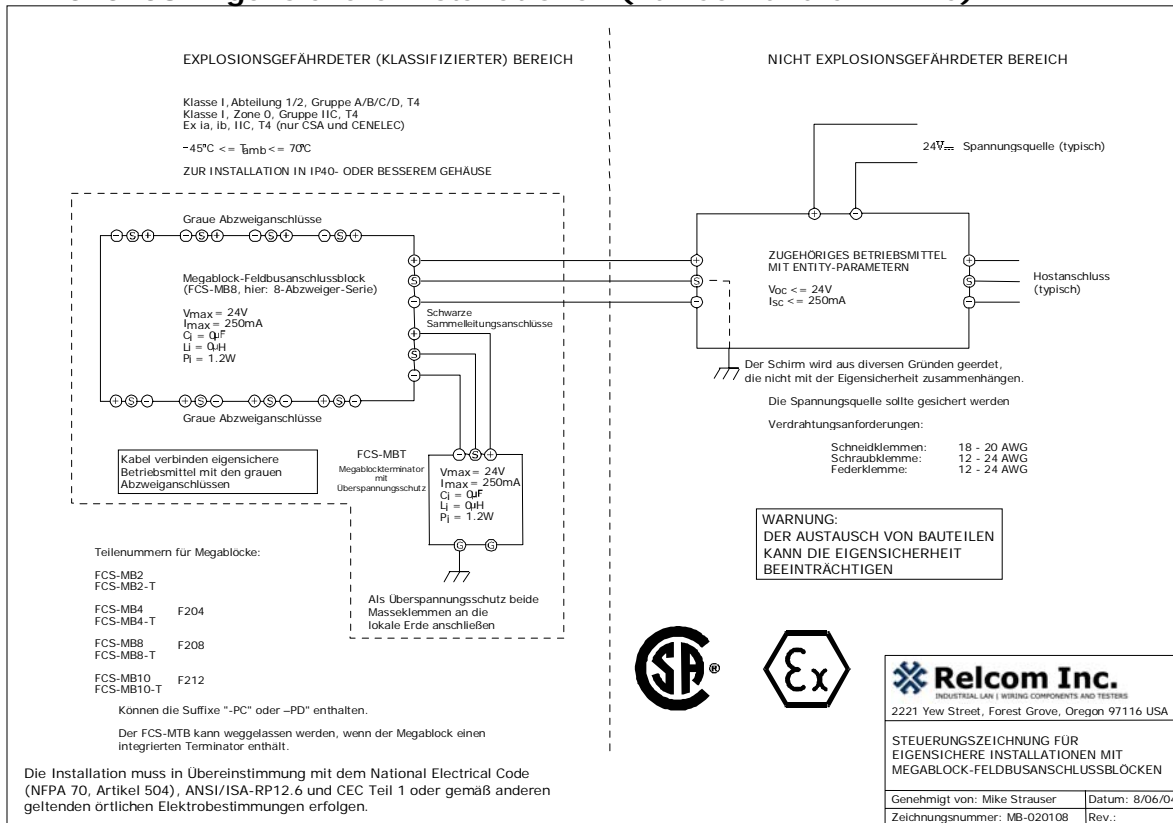 EXPLOSIONSGEFÄHRDETER (KLASSIFIZIERTER) BEREICH
Klasse I, Abteilung 1/2, Gruppe A/B/C/D, T4
Klasse I, Zone 0, Gruppe IIC, T4
Ex ia, ib, IIC, T4 (nur CSA und CENELEC)
-45°C <= Tamb <= 70°C
ZUR INSTALLATION IN IP40- ODER BESSEREM GEHÄUSE
Graue Abzweiganschlüsse
- S + - S + - S + - S +
Megablock-Feldbusanschlussblock
(FCS-MB8, hier: 8-Abzweiger-Serie)
Vmax = 24V
Imax = 250mA
Ci = 0µF
Li = 0µH
Pi = 1.2W
+
S
-
Schwarze
Sammelleitungsanschlüsse
+
S
-
+ S - + S - + S - + S -
Graue Abzweiganschlüsse
Kabel verbinden eigensichere
Betriebsmittel mit den grauen
Abzweiganschlüssen
FCS-MBT
Megablockterminator
mit
Überspannungsschutz
- S +
Vmax = 24V
Imax = 250mA
Ci = 0µF
Li = 0µH
Pi = 1.2W
G G
Als Überspannungsschutz beide
Masseklemmen an die
lokale Erde anschließen
Teilenummern für Megablöcke:
FCS-MB2
FCS-MB2-T
FCS-MB4 F204
FCS-MB4-T
FCS-MB8 F208
FCS-MB8-T
FCS-MB10 F212
FCS-MB10-T
Können die Suffixe "-PC" oder –PD" enthalten.
Der FCS-MTB kann weggelassen werden, wenn der Megablock einen
integrierten Terminator enthält.
Die Installation muss in Übereinstimmung mit dem National Electrical Code
(NFPA 70, Artikel 504), ANSI/ISA-RP12.6 und CEC Teil 1 oder gemäß anderen
geltenden örtlichen Elektrobestimmungen erfolgen.
NICHT EXPLOSIONSGEFÄHRDETER BEREICH
24V Spannungsquelle (typisch)
+ -
ZUGEHÖRIGES BETRIEBSMITTEL
MIT ENTITY-PARAMETERN
Voc <= 24V
Isc <= 250mA
+
S
-
+
S
-
Hostanschluss
(typisch)
Der Schirm wird aus diversen Gründen geerdet,
die nicht mit der Eigensicherheit zusammenhängen.
Die Spannungsquelle sollte gesichert werden
Verdrahtungsanforderungen:
Schneidklemmen: 18 - 20 AWG
Schraubklemme: 12 - 24 AWG
Federklemme: 12 - 24 AWG
WARNUNG:
DER AUSTAUSCH VON BAUTEILEN
KANN DIE EIGENSICHERHEIT
BEEINTRÄCHTIGEN
CSA ®
Ex
Relcom Inc.
INDUSTRIAL LAN | WIRING COMPONENTS AND TESTERS
2221 Yew Street, Forest Grove, Oregon 97116 USA
STEUERUNGSZEICHNUNG FÜR
EIGENSICHERE INSTALLATIONEN MIT
MEGABLOCK-FELDBUSANSCHLUSSBLÖCKEN
Genehmigt von: Mike Strauser Datum: 8/06/04
Zeichnungsnummer: MB-020108 Rev.: